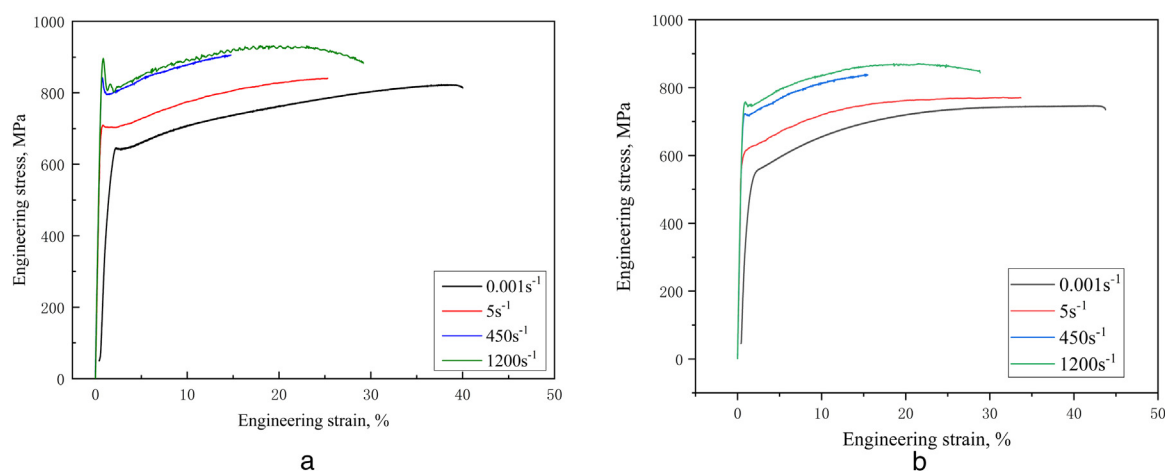 1000
800
600
400
200
0
Engineering stress, MPa
0.001s⁻¹
5s⁻¹
450s⁻¹
1200s⁻¹
0 10 20 30 40 50
Engineering strain, %
a
1000
800
600
400
200
0
Engineering stress, MPa
0.001s⁻¹
5s⁻¹
450s⁻¹
1200s⁻¹
0 10 20 30 40 50
Engineering strain, %
b